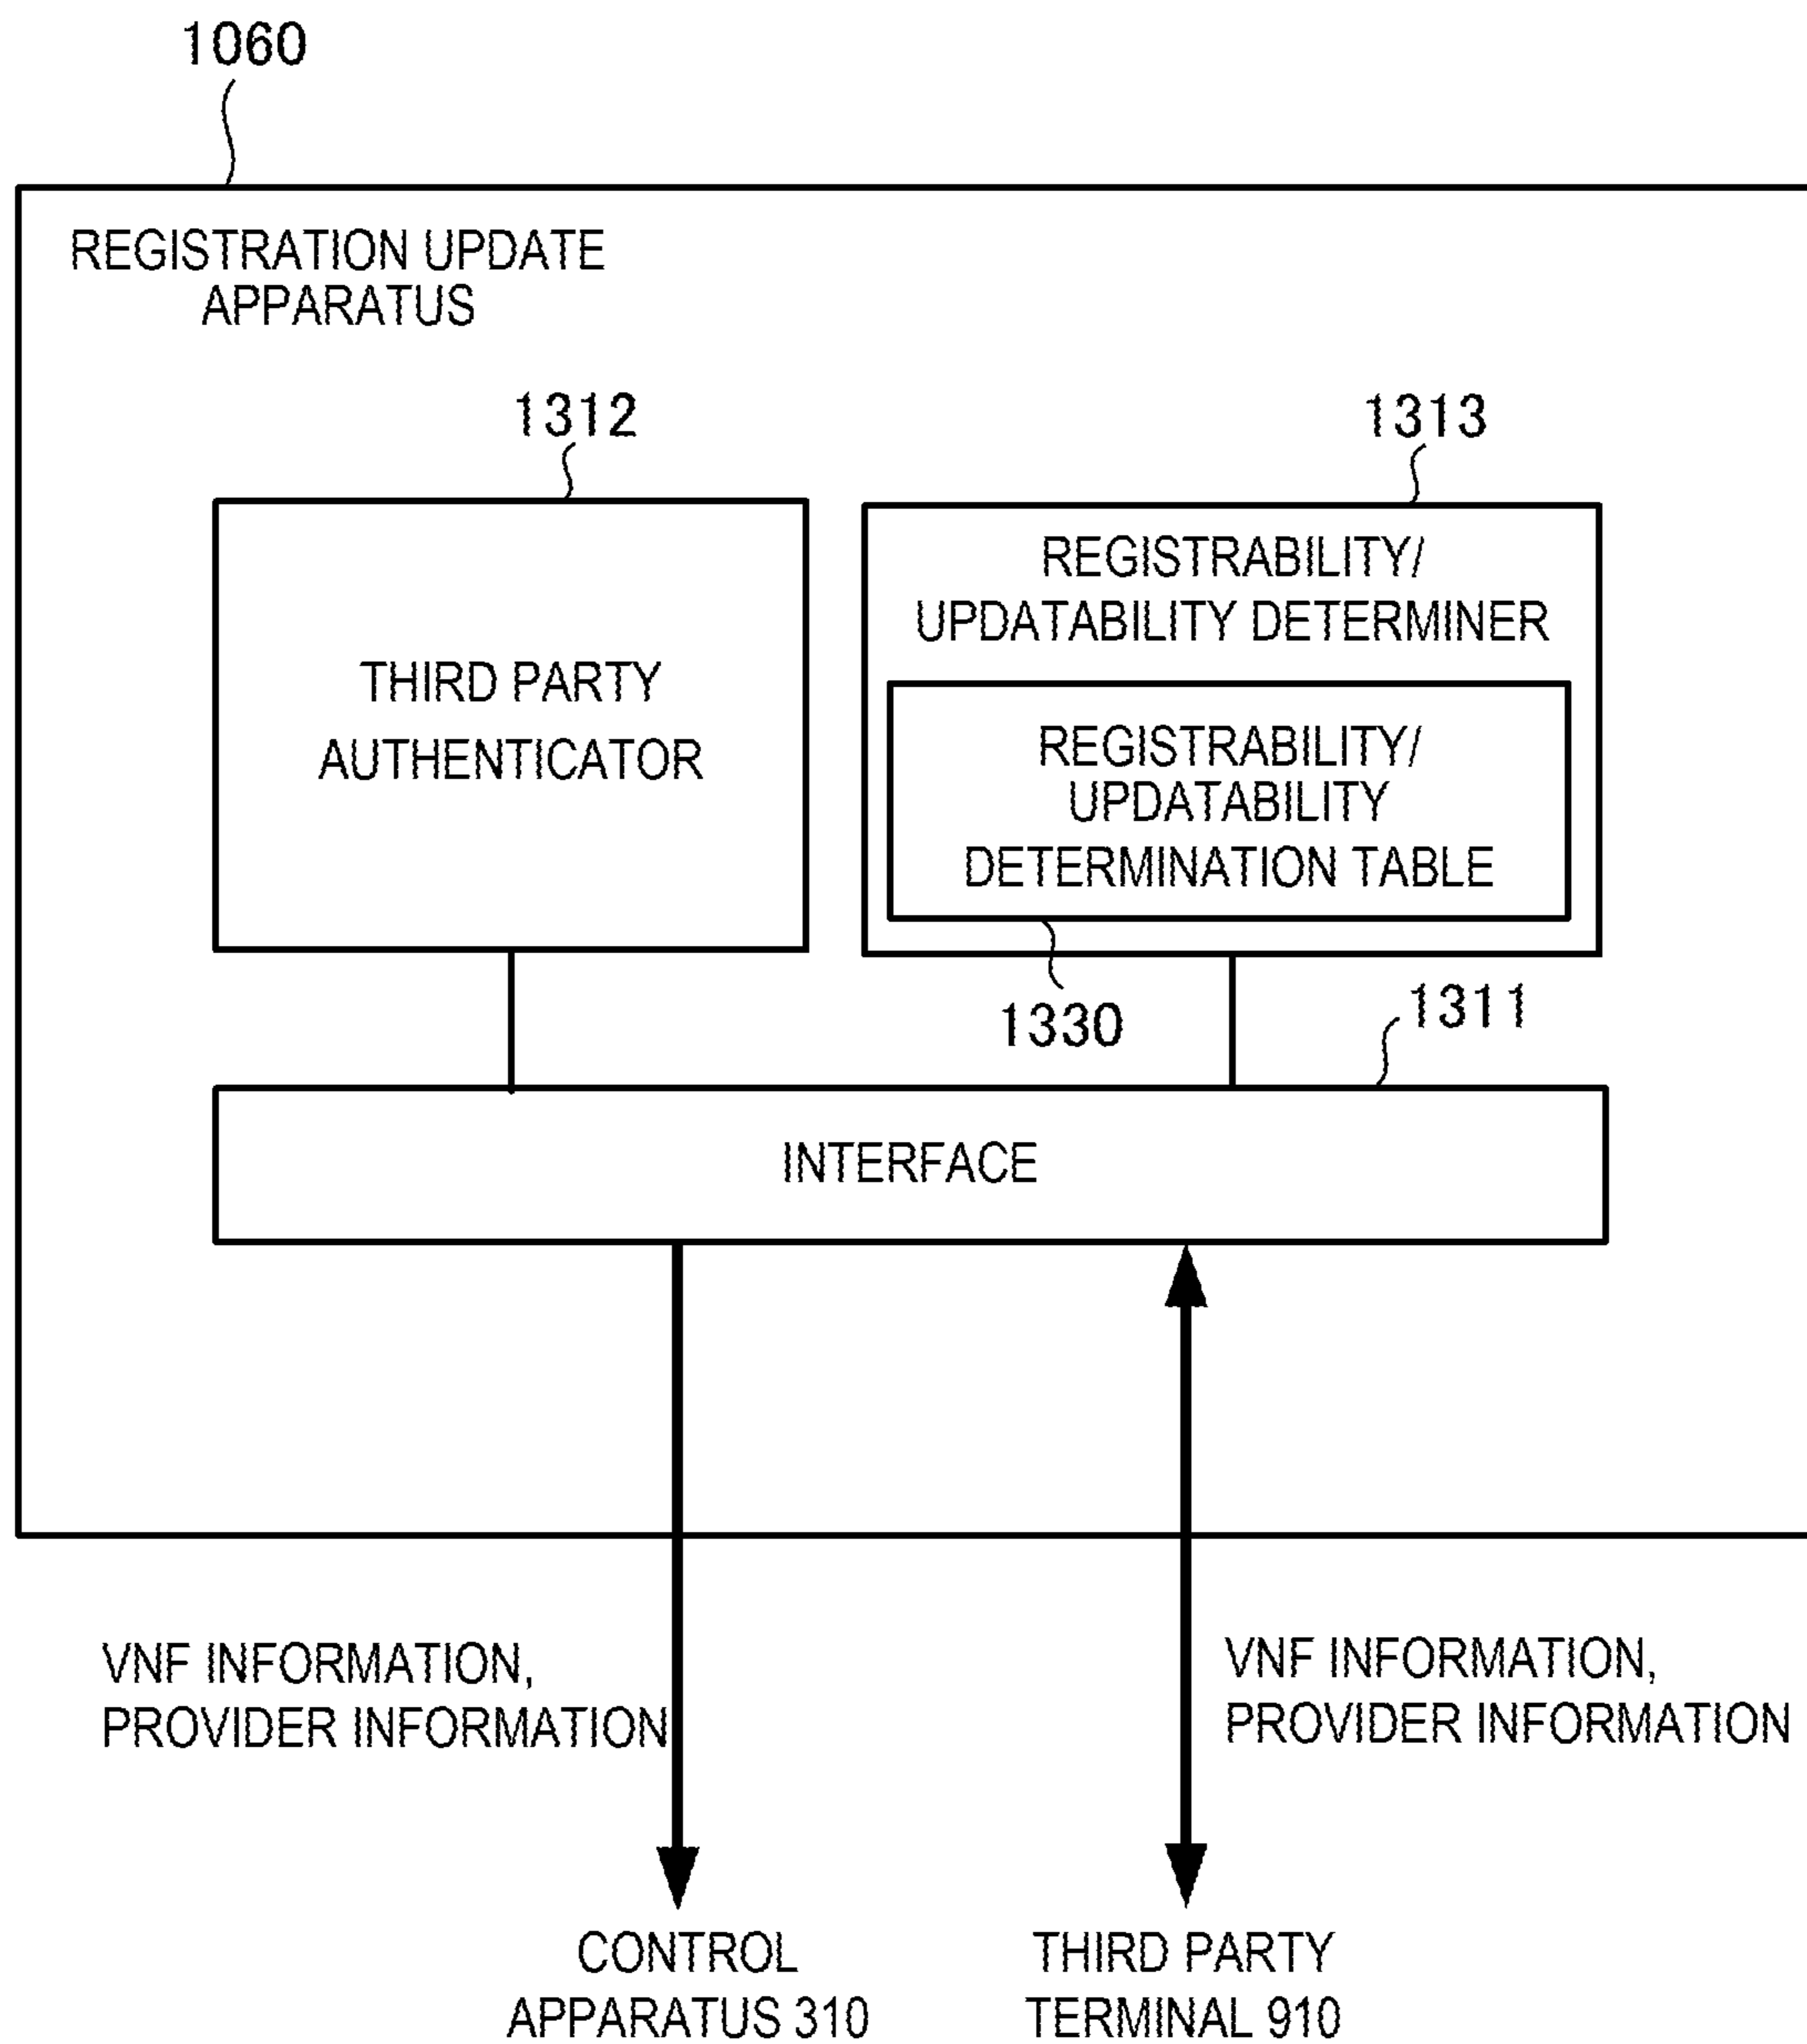 1060
REGISTRATION UPDATE
APPARATUS
1312
1313
THIRD PARTY
AUTHENTICATOR
REGISTRABILITY/
UPDATABILITY DETERMINER
REGISTRABILITY/
UPDATABILITY
DETERMINATION TABLE
1330
1311
INTERFACE
VNF INFORMATION,
PROVIDER INFORMATION
VNF INFORMATION,
PROVIDER INFORMATION
CONTROL
APPARATUS 310
THIRD PARTY
TERMINAL 910